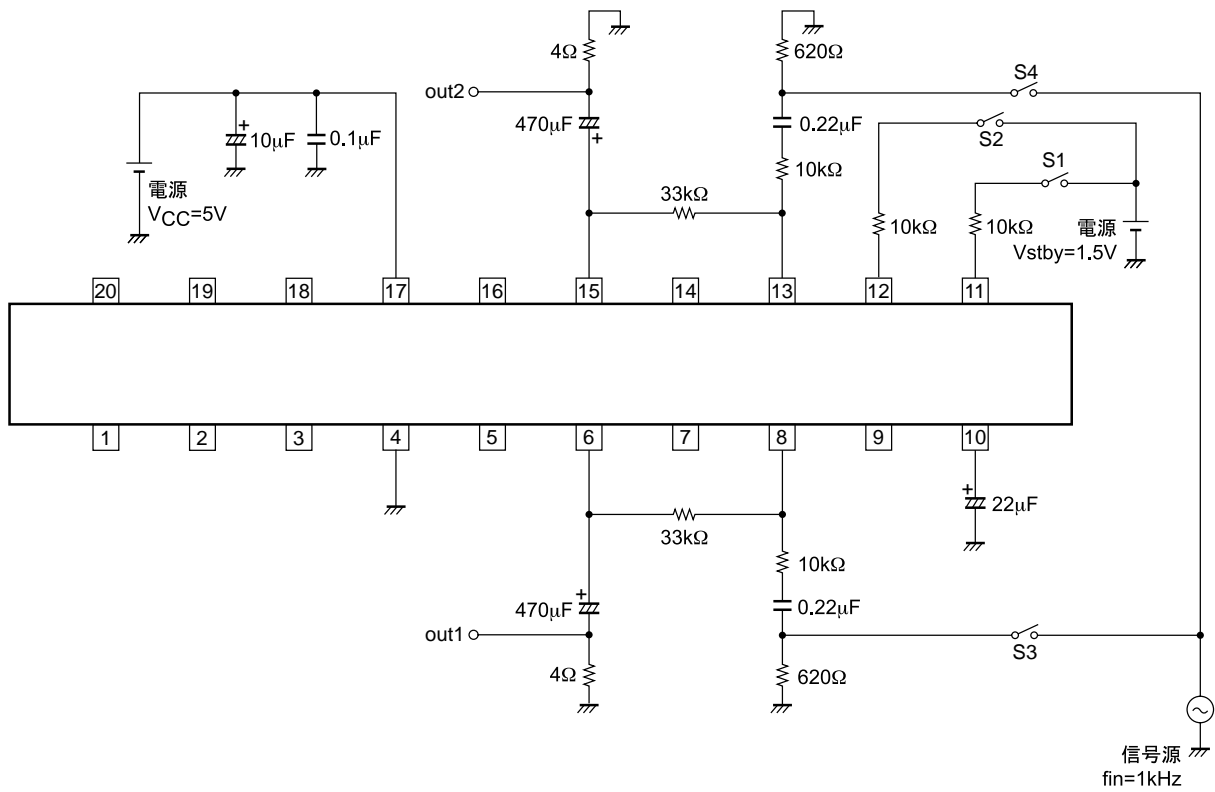 4Ω
620Ω
S4
out2
470μF
+
0.22μF
S2
+
10μF
0.1μF
S1
10kΩ
電源
VCC=5V
33kΩ
10kΩ
10kΩ
電源
Vstby=1.5V
20
19
18
17
16
15
14
13
12
11
1
2
3
4
5
6
7
8
9
10
+
22μF
33kΩ
10kΩ
+
470μF
0.22μF
out1
S3
4Ω
620Ω
信号源
fin=1kHz